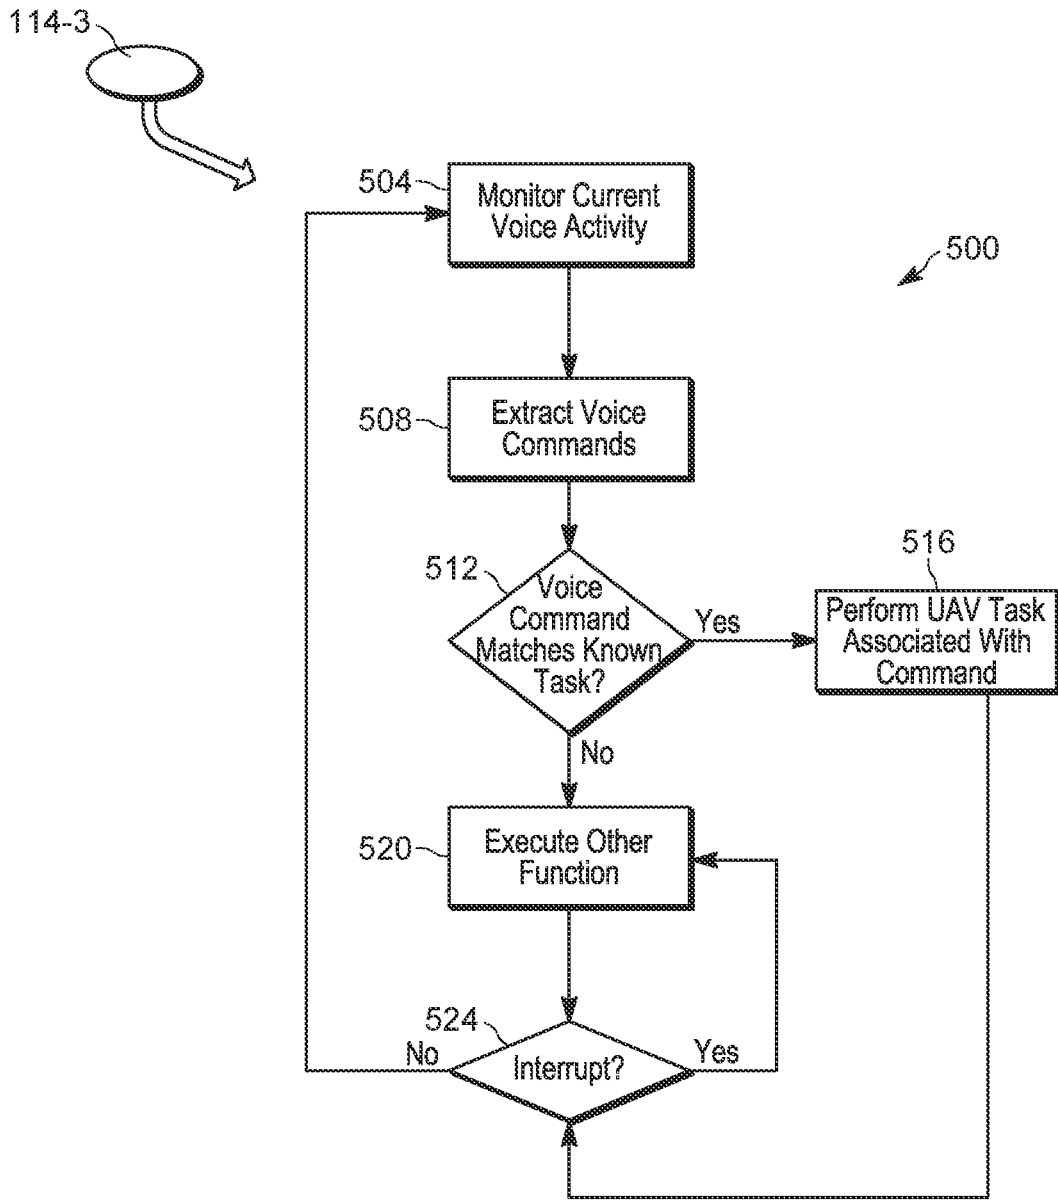 114-3
504
Monitor Current
Voice Activity
500
508
Extract Voice
Commands
512
Voice
Command
Matches Known
Task?
Yes
516
Perform UAV Task
Associated With
Command
No
520
Execute Other
Function
524
No
Interrupt?
Yes